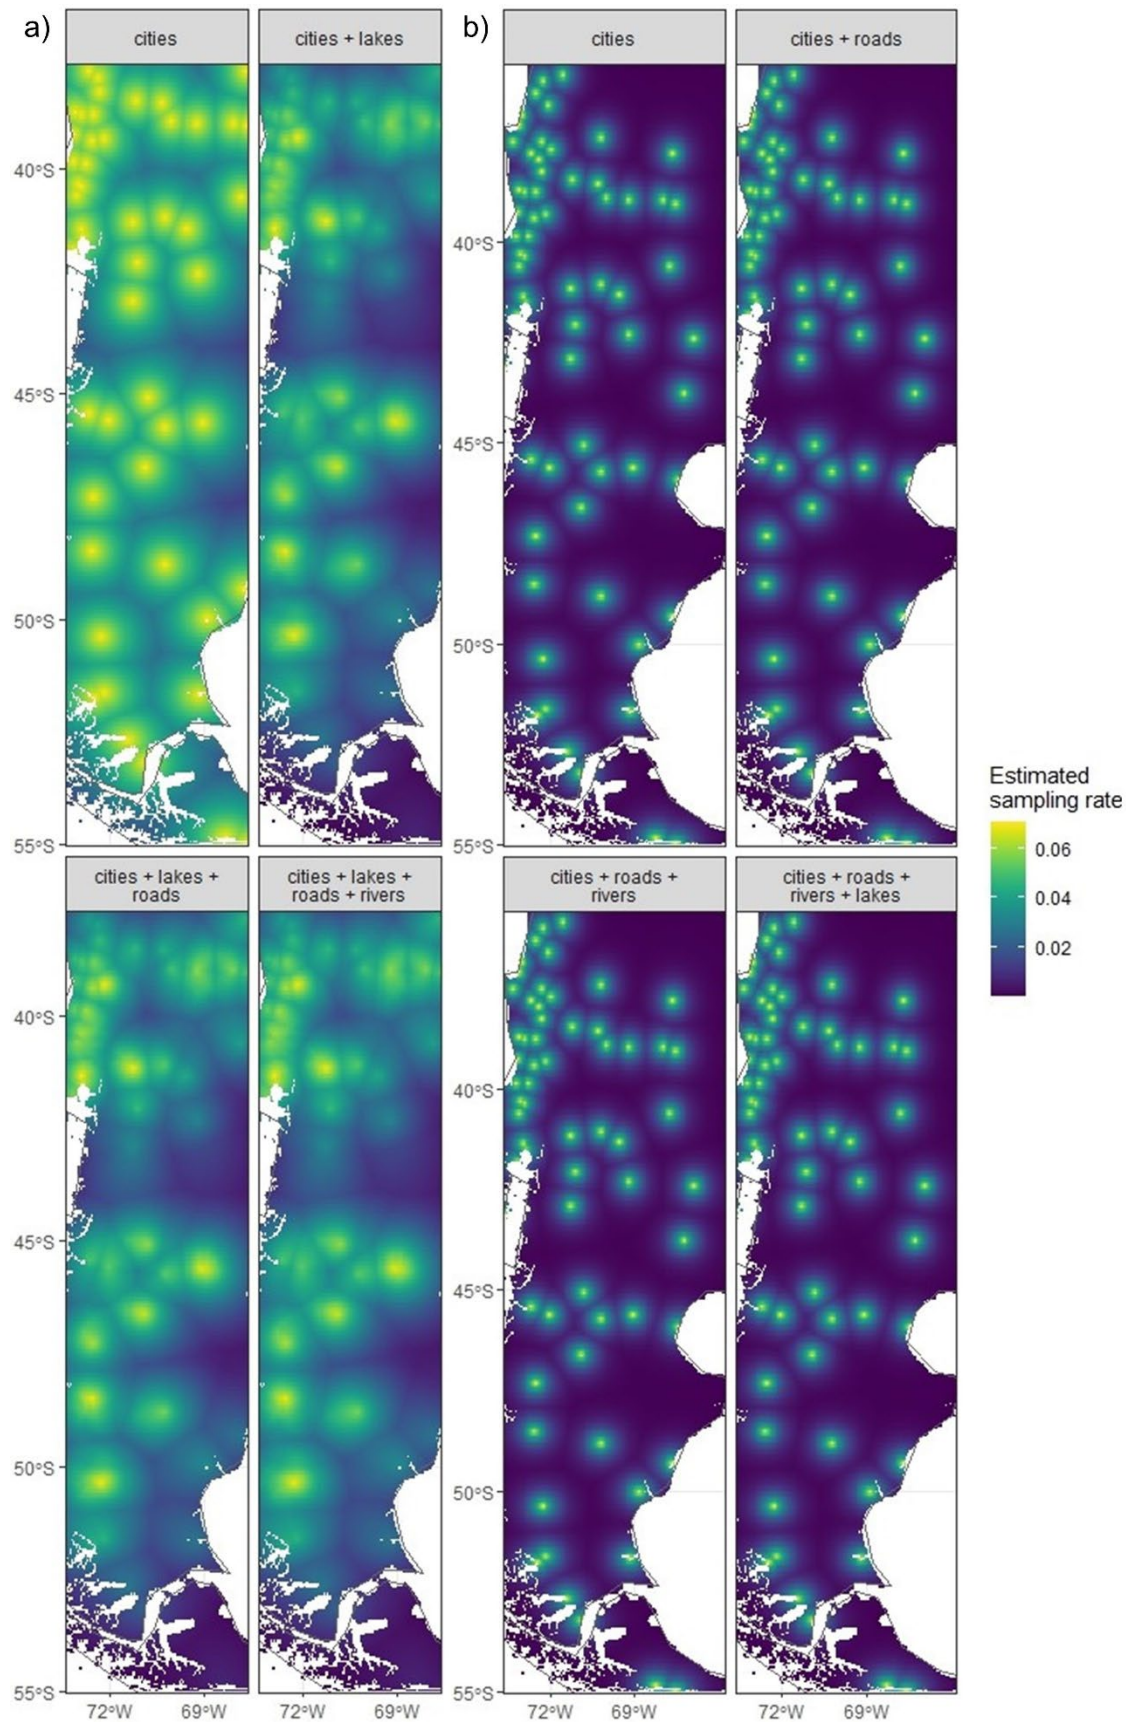 a)
cities
cities + lakes
b)
cities
cities + roads
40°S
45°S
50°S
55°S
40°S
45°S
50°S
55°S
Estimated
sampling rate
0.06
0.04
0.02
cities + lakes +
roads
cities + lakes +
roads + rivers
cities + roads +
rivers
cities + roads +
rivers + lakes
40°S
45°S
50°S
55°S
40°S
45°S
50°S
55°S
72°W
69°W
72°W
69°W
72°W
69°W
72°W
69°W